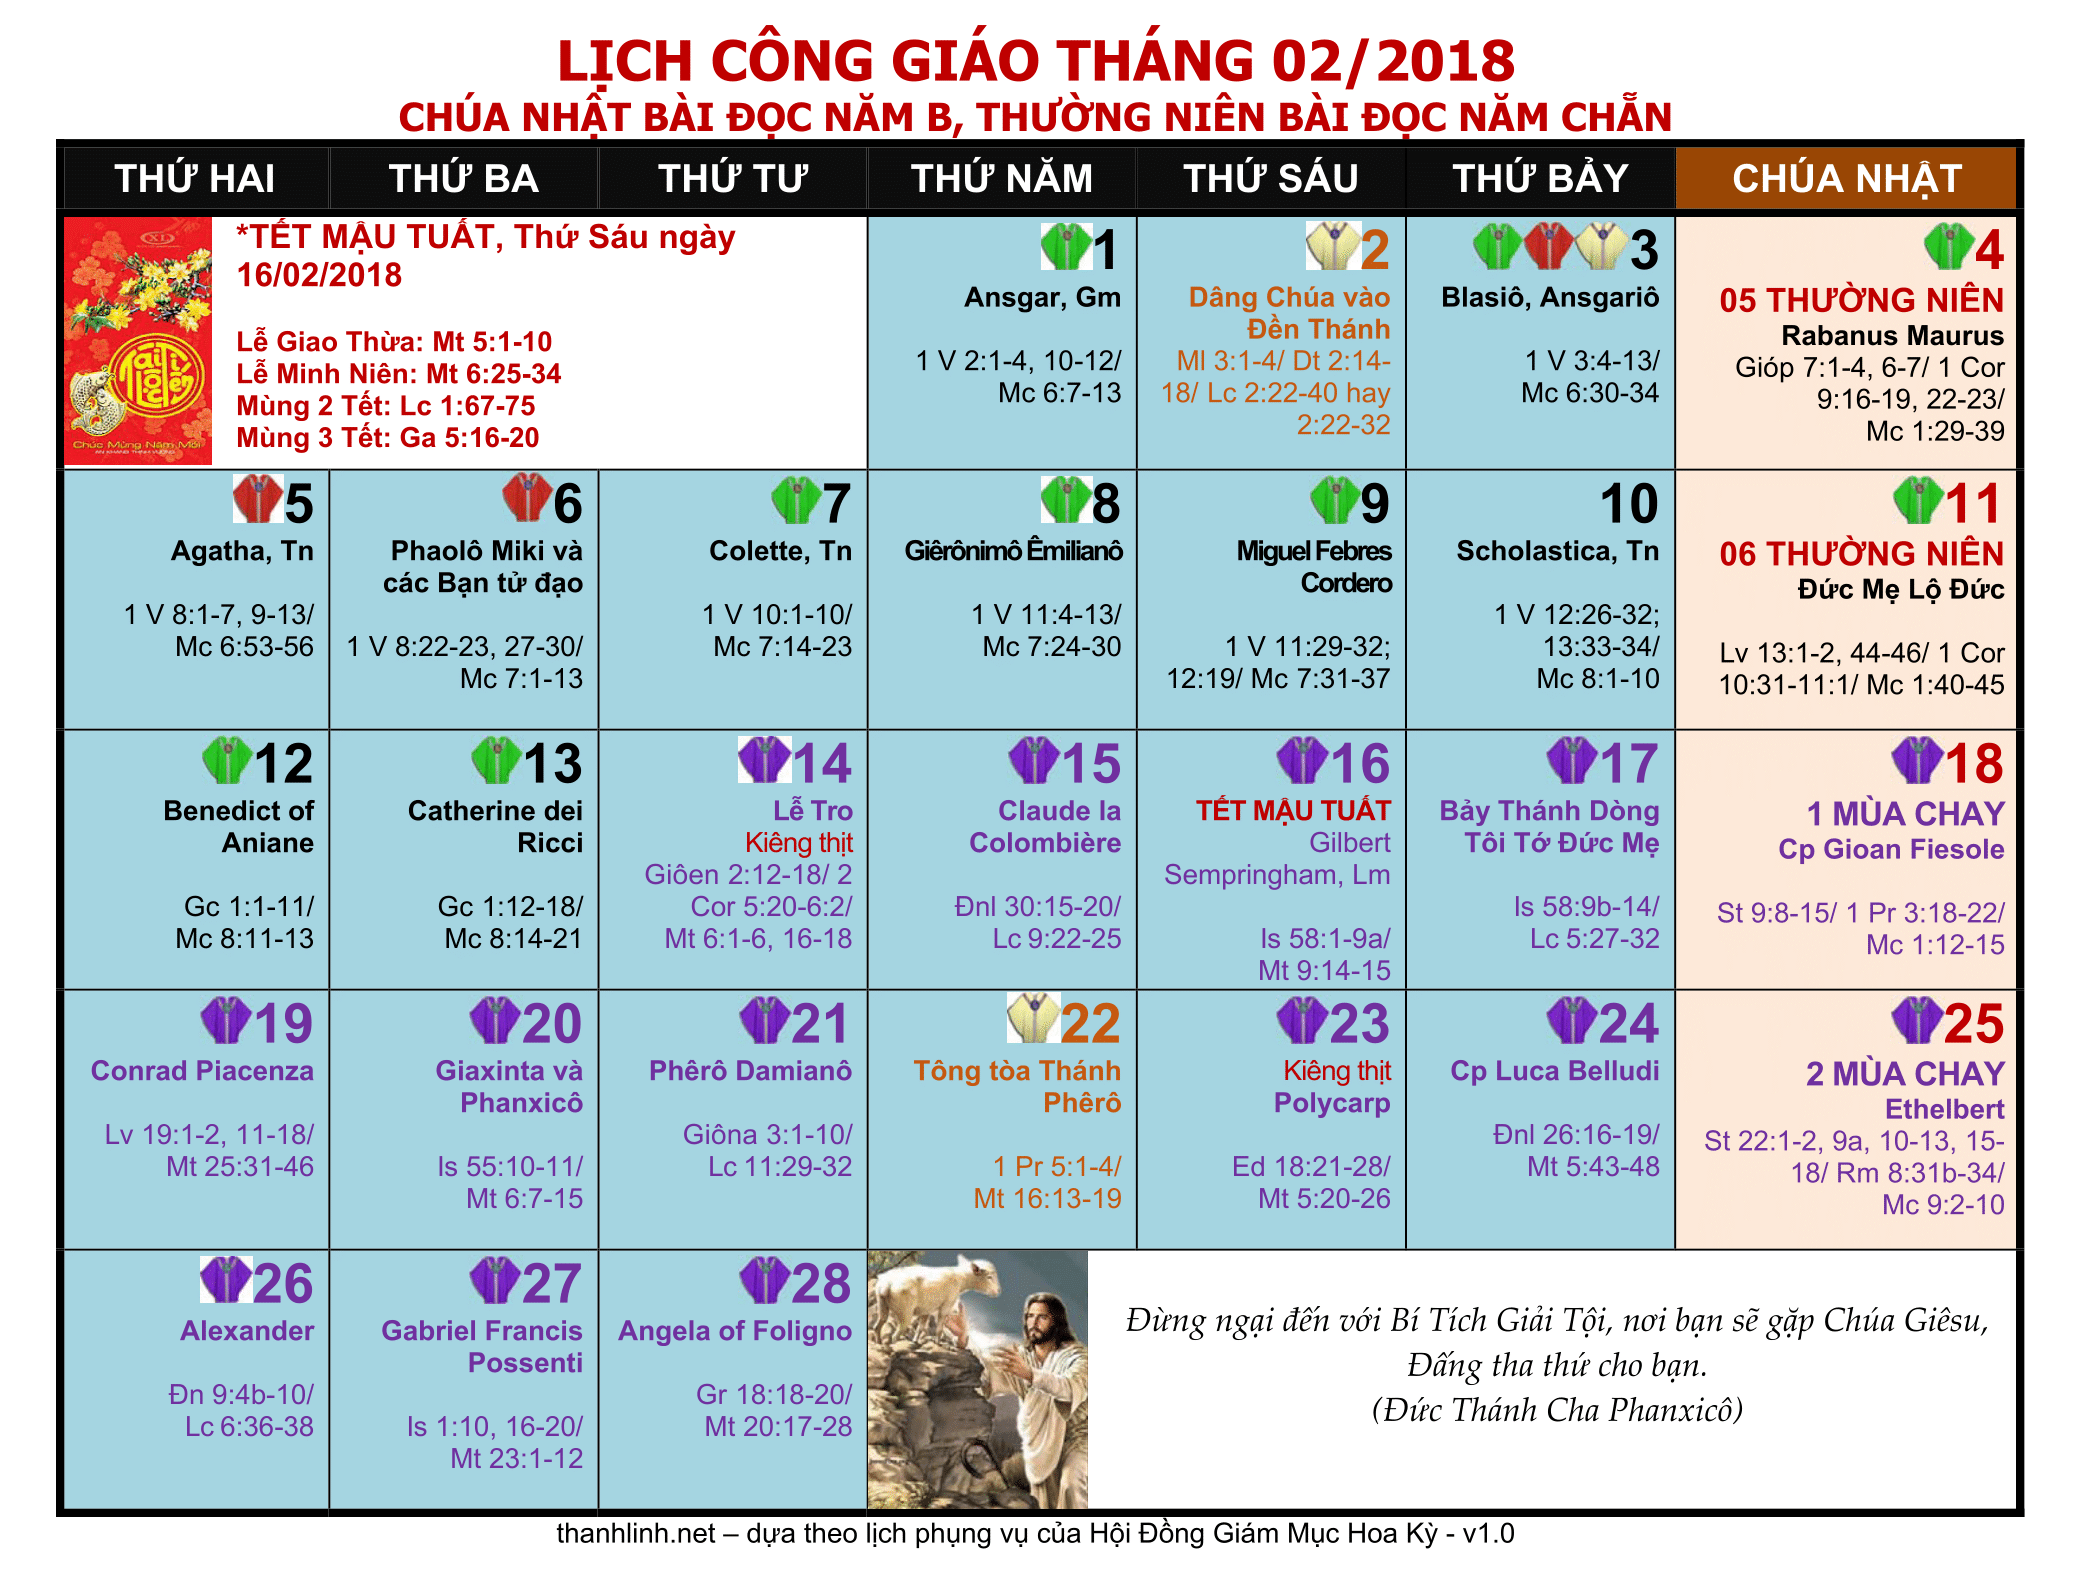 LỊCH CÔNG GIÁO THÁNG 02/2018
CHÚA NHẬT BÀI ĐỌC NĂM B, THƯỜNG NIÊN BÀI ĐỌC NĂM CHẴN
THỨ HAI
THỨ BA
THỨ TƯ
THỨ NĂM
THỨ SÁU
THỨ BẢY
CHÚA NHẬT
XL
Tài
Lộc
Chúc Mừng Năm Mới
AN KHANG THỊNH VƯỢNG
*TẾT MẬU TUẤT, Thứ Sáu ngày
16/02/2018
Lễ Giao Thừa: Mt 5:1-10
Lễ Minh Niên: Mt 6:25-34
Mùng 2 Tết: Lc 1:67-75
Mùng 3 Tết: Ga 5:16-20
1
Ansgar, Gm
1 V 2:1-4, 10-12/
Mc 6:7-13
2
Dâng Chúa vào
Đền Thánh
Ml 3:1-4/ Dt 2:14-
18/ Lc 2:22-40 hay
2:22-32
3
Blasiô, Ansgariô
1 V 3:4-13/
Mc 6:30-34
4
05 THƯỜNG NIÊN
Rabanus Maurus
Gióp 7:1-4, 6-7/ 1 Cor
9:16-19, 22-23/
Mc 1:29-39
5
Agatha, Tn
1 V 8:1-7, 9-13/
Mc 6:53-56
6
Phaolô Miki và
các Bạn tử đạo
1 V 8:22-23, 27-30/
Mc 7:1-13
7
Colette, Tn
1 V 10:1-10/
Mc 7:14-23
8
Giêrônimô Êmilianô
1 V 11:4-13/
Mc 7:24-30
9
Miguel Febres
Cordero
1 V 11:29-32;
12:19/ Mc 7:31-37
10
Scholastica, Tn
1 V 12:26-32;
13:33-34/
Mc 8:1-10
11
06 THƯỜNG NIÊN
Đức Mẹ Lộ Đức
Lv 13:1-2, 44-46/ 1 Cor
10:31-11:1/ Mc 1:40-45
12
Benedict of
Aniane
Gc 1:1-11/
Mc 8:11-13
13
Catherine dei
Ricci
Gc 1:12-18/
Mc 8:14-21
14
Lễ Tro
Kiêng thịt
Giôen 2:12-18/ 2
Cor 5:20-6:2/
Mt 6:1-6, 16-18
15
Claude la
Colombière
Đnl 30:15-20/
Lc 9:22-25
16
TẾT MẬU TUẤT
Gilbert
Sempringham, Lm
Is 58:1-9a/
Mt 9:14-15
17
Bảy Thánh Dòng
Tôi Tớ Đức Mẹ
Is 58:9b-14/
Lc 5:27-32
18
1 MÙA CHAY
Cp Gioan Fiesole
St 9:8-15/ 1 Pr 3:18-22/
Mc 1:12-15
19
Conrad Piacenza
Lv 19:1-2, 11-18/
Mt 25:31-46
20
Giaxinta và
Phanxicô
Is 55:10-11/
Mt 6:7-15
21
Phêrô Damianô
Giôna 3:1-10/
Lc 11:29-32
22
Tông tòa Thánh
Phêrô
1 Pr 5:1-4/
Mt 16:13-19
23
Kiêng thịt
Polycarp
Ed 18:21-28/
Mt 5:20-26
24
Cp Luca Belludi
Đnl 26:16-19/
Mt 5:43-48
25
2 MÙA CHAY
Ethelbert
St 22:1-2, 9a, 10-13, 15-
18/ Rm 8:31b-34/
Mc 9:2-10
26
Alexander
Đn 9:4b-10/
Lc 6:36-38
27
Gabriel Francis
Possenti
Is 1:10, 16-20/
Mt 23:1-12
28
Angela of Foligno
Gr 18:18-20/
Mt 20:17-28
Đừng ngại đến với Bí Tích Giải Tội, nơi bạn sẽ gặp Chúa Giêsu,
Đấng tha thứ cho bạn.
(Đức Thánh Cha Phanxicô)
thanhlinh.net – dựa theo lịch phụng vụ của Hội Đồng Giám Mục Hoa Kỳ - v1.0